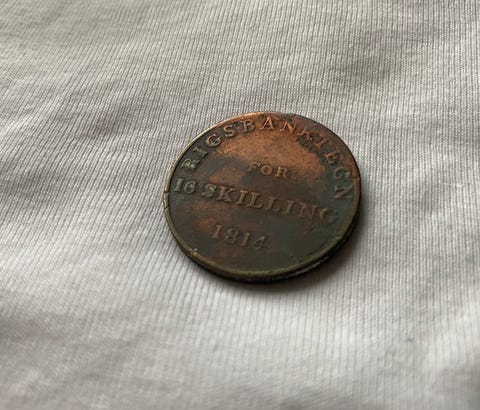 RIGSBANKTEGN
FOR
16 SKILLING
1814